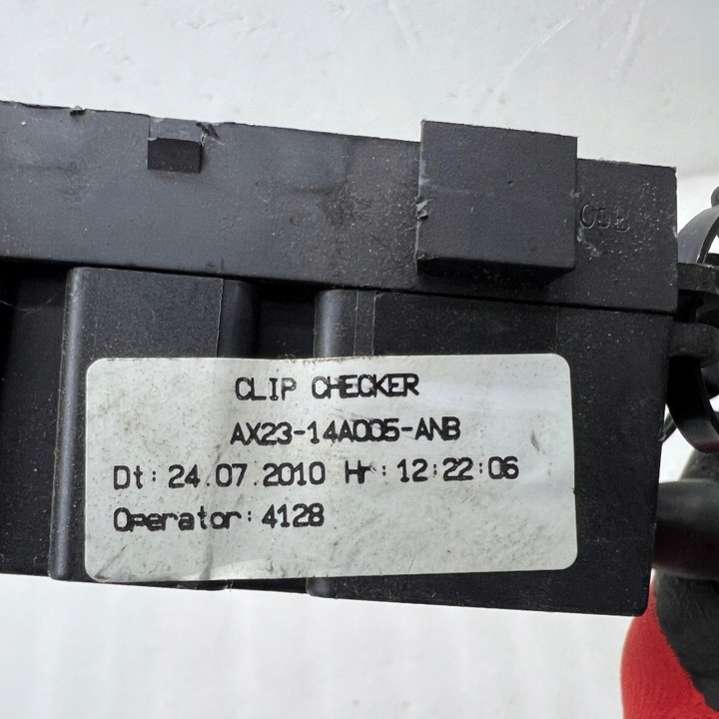 CLIP CHECKER
AX23-14A005-ANB
Dt: 24.07.2010 Hr: 12:22:06
Operator: 4128